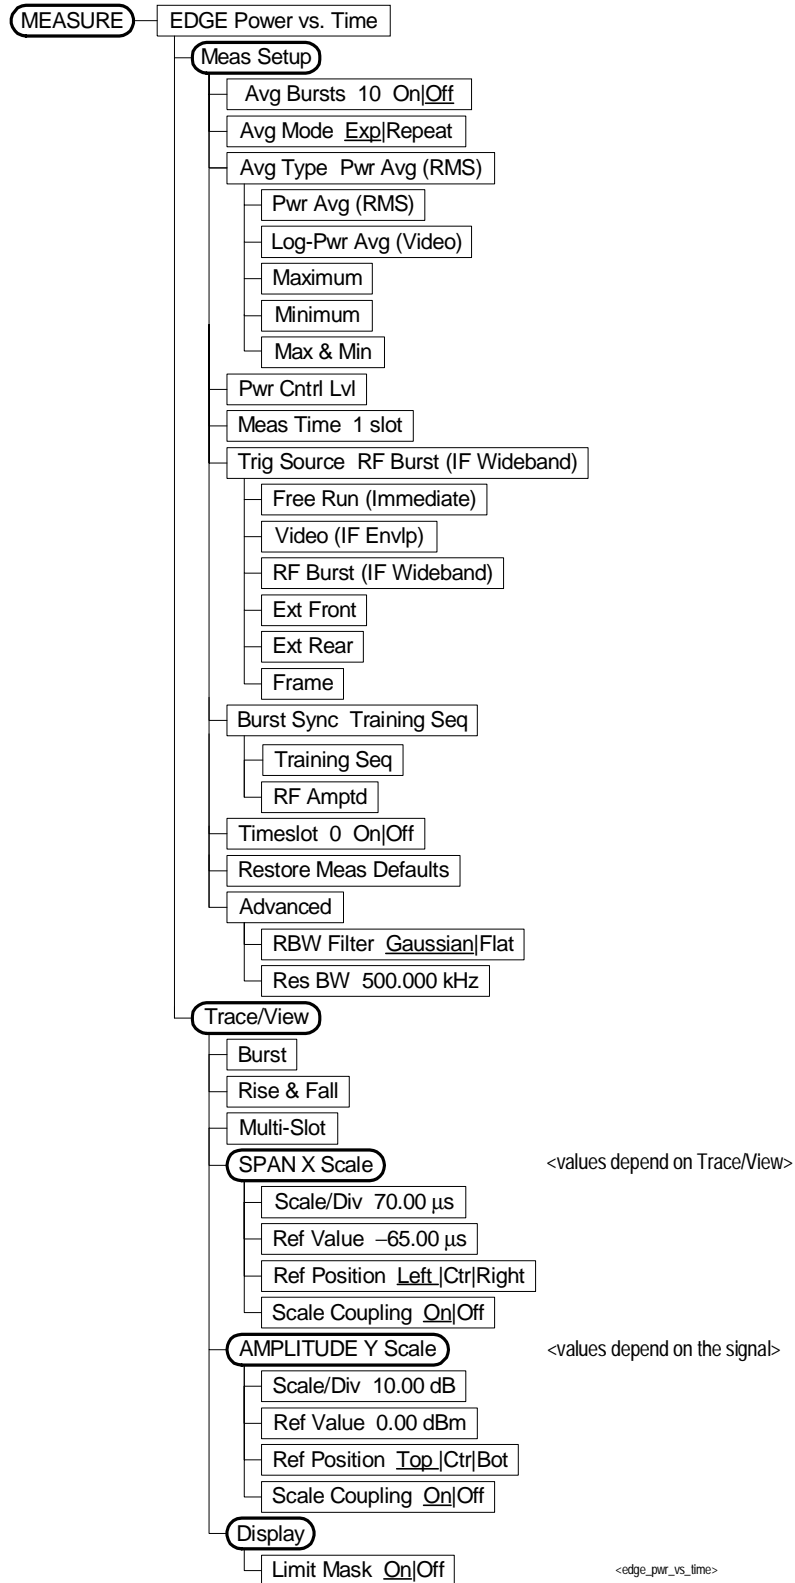 MEASURE EDGE Power vs. Time
Meas Setup
Avg Bursts 10 On|Off
Avg Mode Exp|Repeat
Avg Type Pwr Avg (RMS)
Pwr Avg (RMS)
Log-Pwr Avg (Video)
Maximum
Minimum
Max & Min
Pwr Cntrl Lvl
Meas Time 1 slot
Trig Source RF Burst (IF Wideband)
Free Run (Immediate)
Video (IF Envlp)
RF Burst (IF Wideband)
Ext Front
Ext Rear
Frame
Burst Sync Training Seq
Training Seq
RF Amptd
Timeslot 0 On|Off
Restore Meas Defaults
Advanced
RBW Filter Gaussian|Flat
Res BW 500.000 kHz
Trace/View
Burst
Rise & Fall
Multi-Slot
SPAN X Scale <values depend on Trace/View>
Scale/Div 70.00 μs
Ref Value −65.00 μs
Ref Position Left |Ctr|Right
Scale Coupling On|Off
AMPLITUDE Y Scale <values depend on the signal>
Scale/Div 10.00 dB
Ref Value 0.00 dBm
Ref Position Top |Ctr|Bot
Scale Coupling On|Off
Display
Limit Mask On|Off <edge_pwr_vs_time>